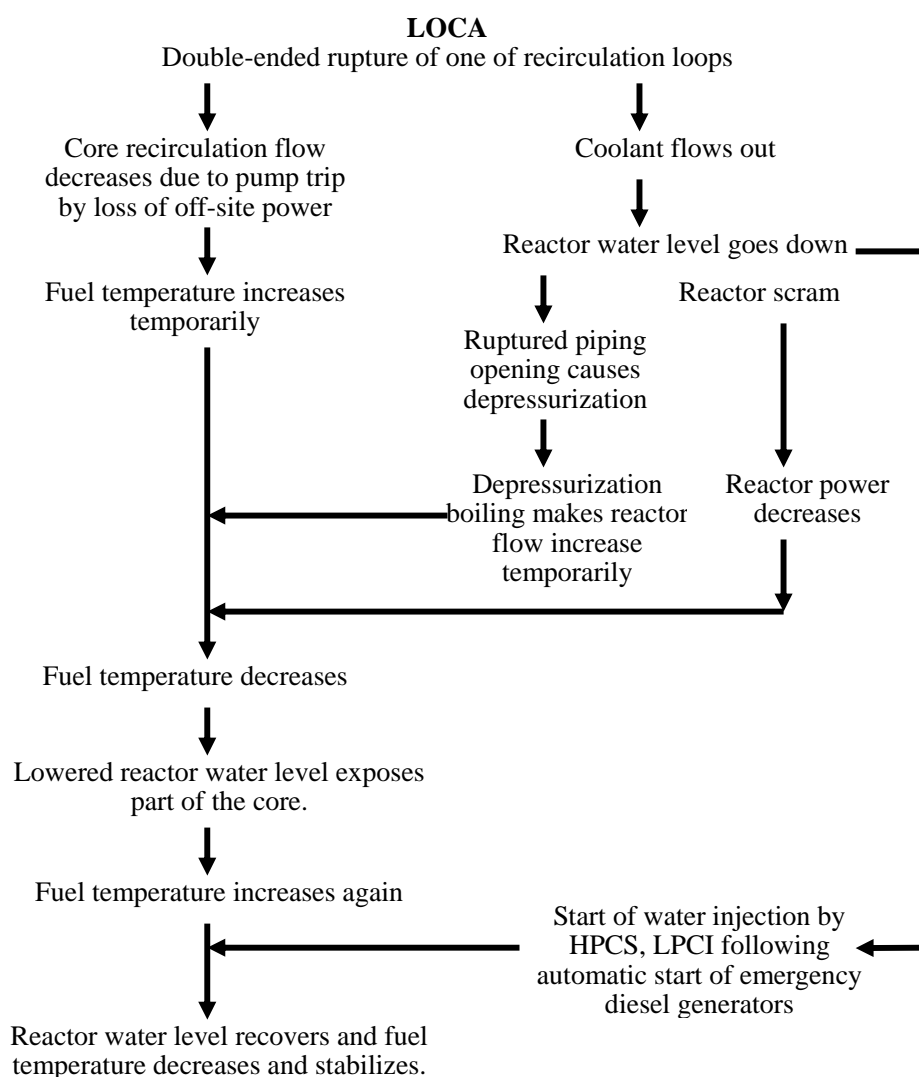 LOCA
Double-ended rupture of one of recirculation loops
Core recirculation flow
decreases due to pump trip
by loss of off-site power
Coolant flows out
Reactor water level goes down
Fuel temperature increases
temporarily
Reactor scram
Ruptured piping
opening causes
depressurization
Depressurization
boiling makes reactor
flow increase
temporarily
Reactor power
decreases
Fuel temperature decreases
Lowered reactor water level exposes
part of the core.
Fuel temperature increases again
Start of water injection by
HPCS, LPCI following
automatic start of emergency
diesel generators
Reactor water level recovers and fuel
temperature decreases and stabilizes.